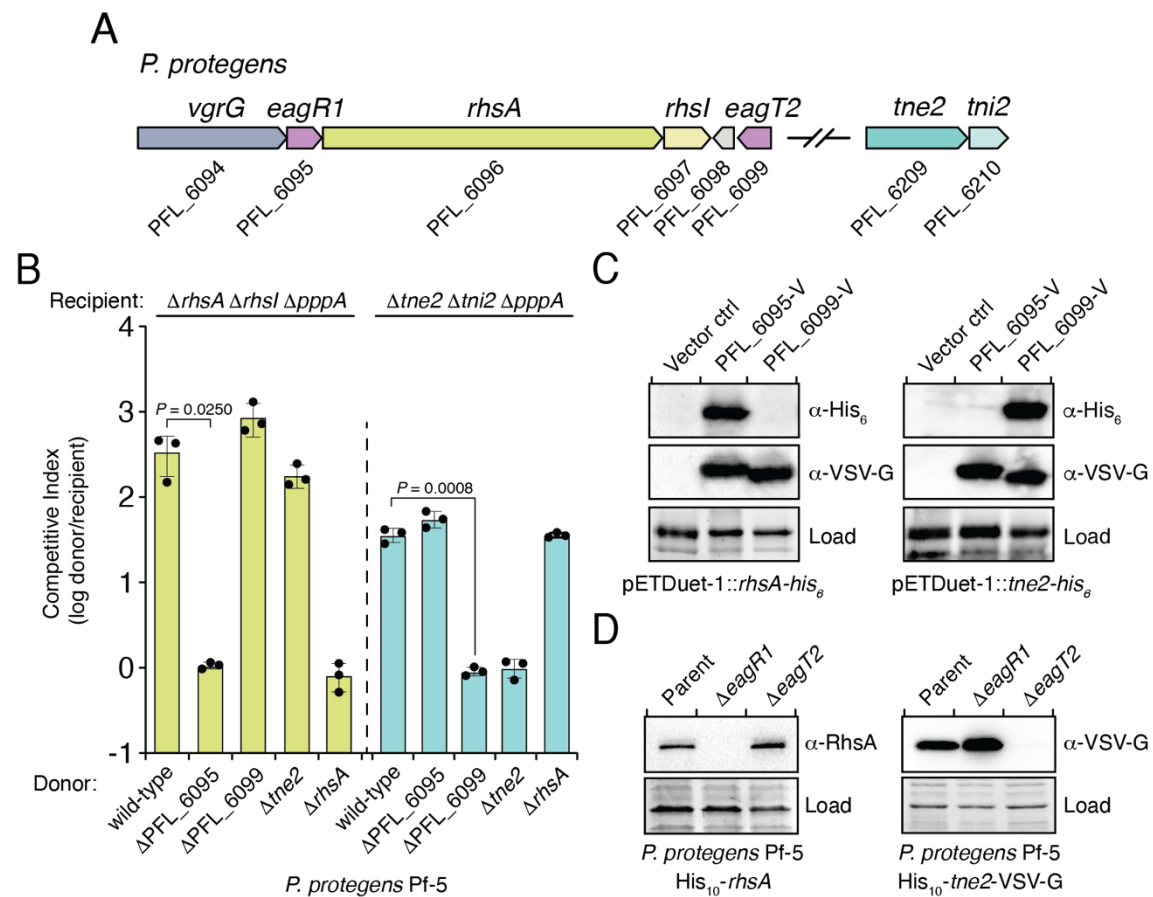 A
P. protegens
vgrG eagR1 rhsA rhsI eagT2 tne2 tni2
PFL_6094 PFL_6095 PFL_6096 PFL_6097 PFL_6098 PFL_6099 PFL_6209 PFL_6210
B
Recipient: ΔrhsA ΔrhsI ΔpppA Δtne2 Δtni2 ΔpppA
Competitive Index
(log donor/recipient)
4
3
2
1
0
-1
P = 0.0250
P = 0.0008
Donor: wild-type ΔPFL_6095 ΔPFL_6099 Δtne2 ΔrhsA wild-type ΔPFL_6095 ΔPFL_6099 Δtne2 ΔrhsA
P. protegens Pf-5
C
Vector ctrl PFL_6095-V PFL_6099-V
α-His6
α-VSV-G
Load
pETDuet-1::rhsA-his6
Vector ctrl PFL_6095-V PFL_6099-V
α-His6
α-VSV-G
Load
pETDuet-1::tne2-his6
D
Parent ΔeagR1 ΔeagT2
α-RhsA
Load
P. protegens Pf-5
His10-rhsA
Parent ΔeagR1 ΔeagT2
α-VSV-G
Load
P. protegens Pf-5
His10-tne2-VSV-G